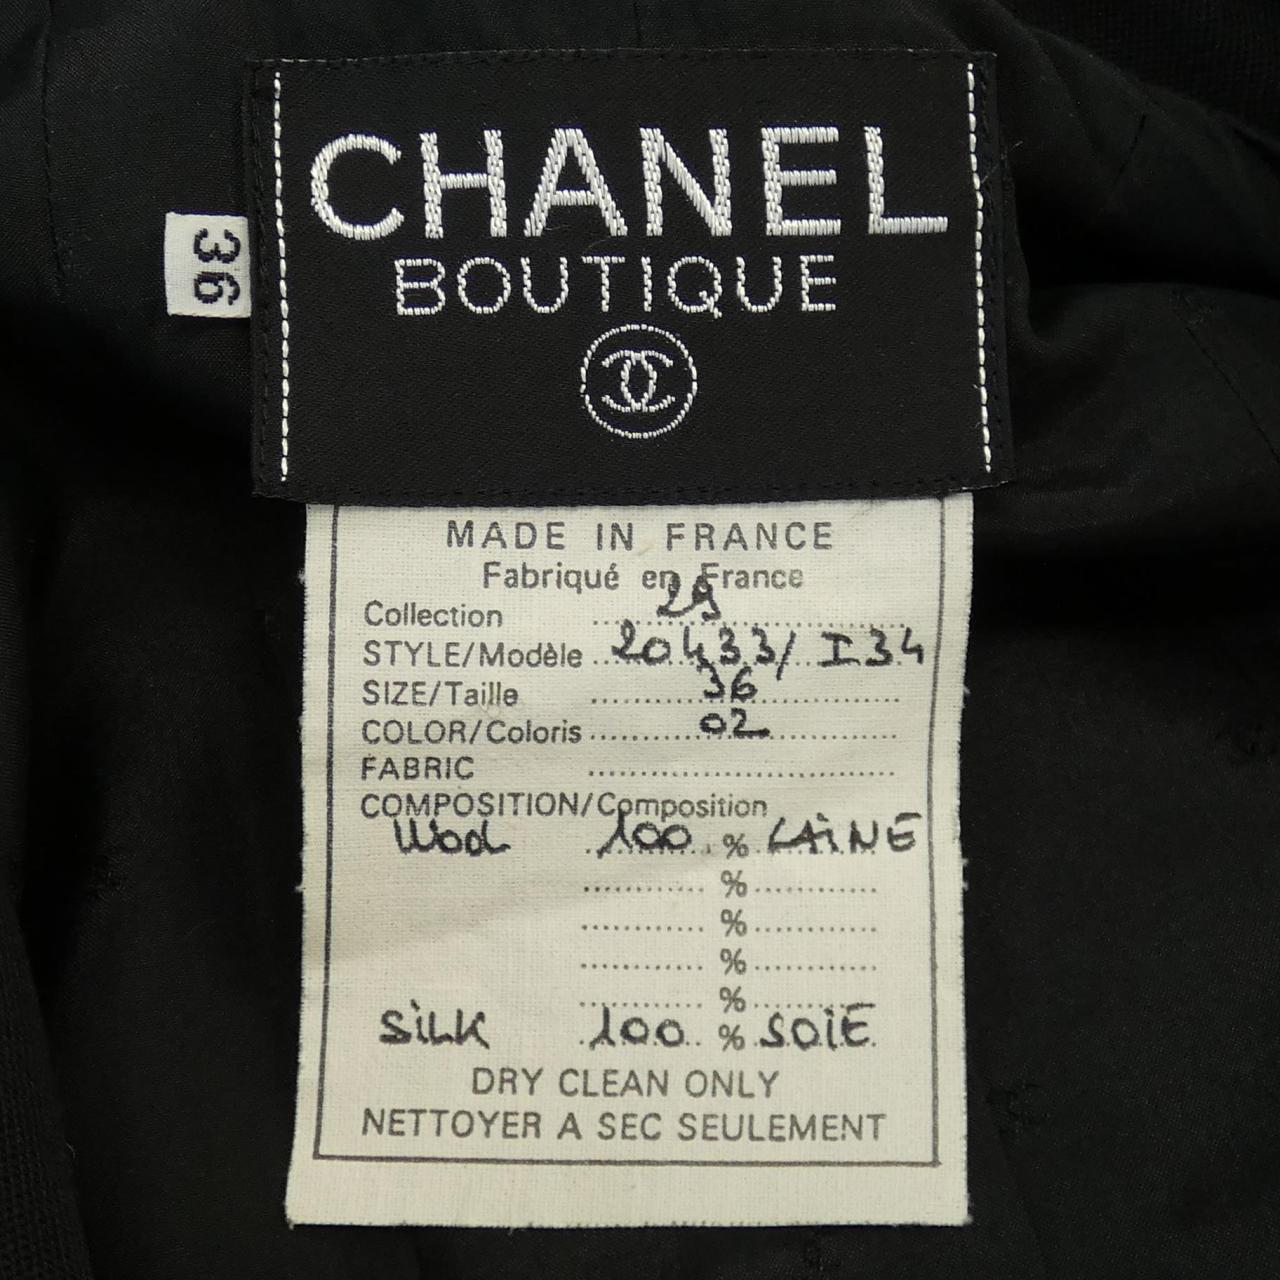 CHANEL
BOUTIQUE
36
MADE IN FRANCE
Fabriqué en France
Collection 29
STYLE/Modèle 20433/I34
SIZE/Taille 36
COLOR/Coloris 02
FABRIC
COMPOSITION/Composition
Wool 100 % LAiNE
%
%
%
%
SiLK 100 % SOiE
DRY CLEAN ONLY
NETTOYER A SEC SEULEMENT